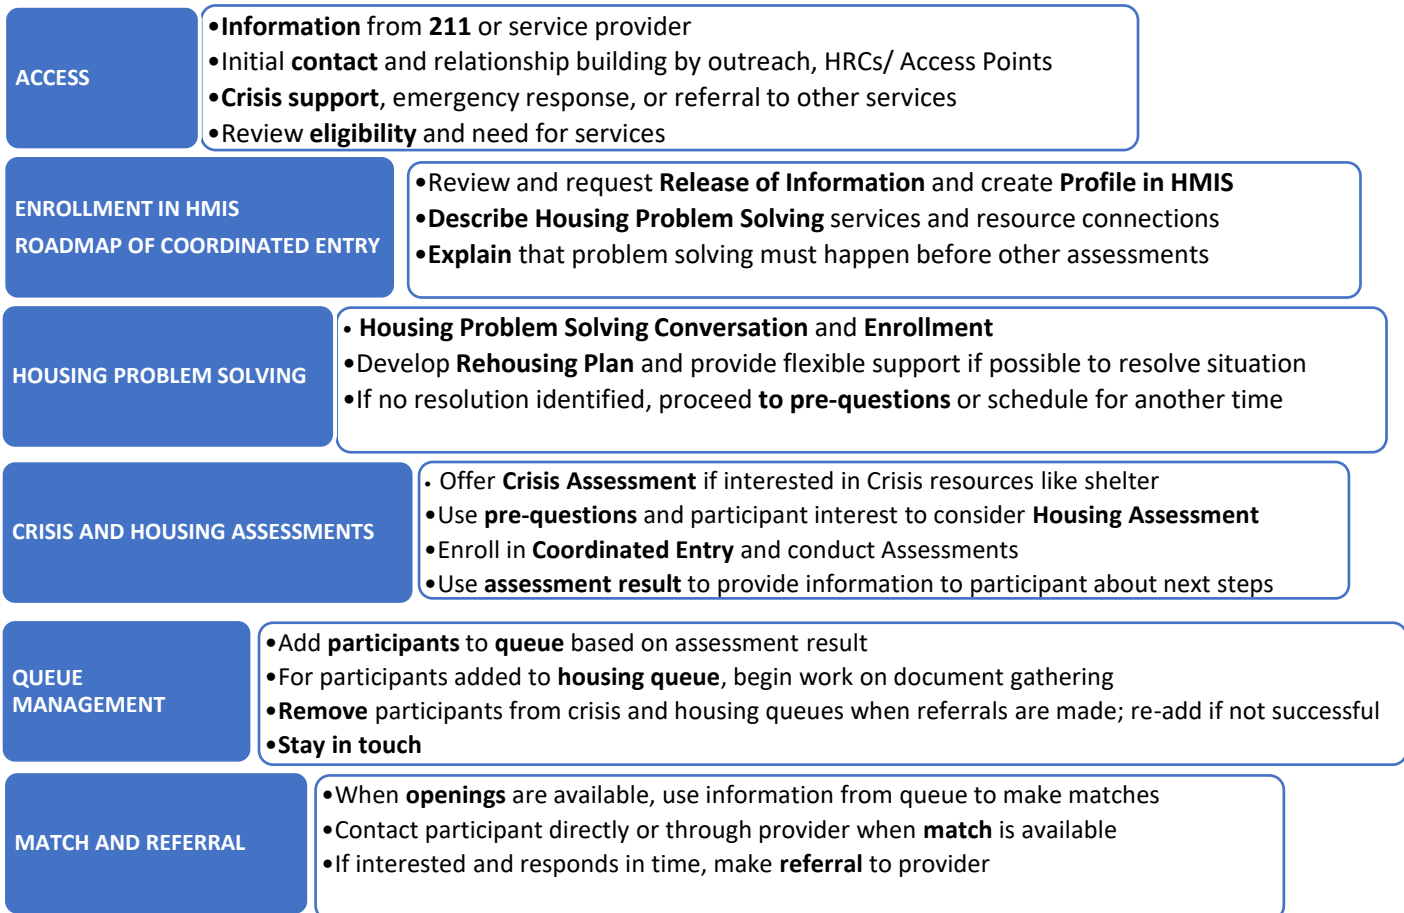 ACCESS
•Information from 211 or service provider
•Initial contact and relationship building by outreach, HRCs/ Access Points
•Crisis support, emergency response, or referral to other services
•Review eligibility and need for services
ENROLLMENT IN HMIS
ROADMAP OF COORDINATED ENTRY
•Review and request Release of Information and create Profile in HMIS
•Describe Housing Problem Solving services and resource connections
•Explain that problem solving must happen before other assessments
HOUSING PROBLEM SOLVING
• Housing Problem Solving Conversation and Enrollment
•Develop Rehousing Plan and provide flexible support if possible to resolve situation
•If no resolution identified, proceed to pre-questions or schedule for another time
CRISIS AND HOUSING ASSESSMENTS
• Offer Crisis Assessment if interested in Crisis resources like shelter
•Use pre-questions and participant interest to consider Housing Assessment
•Enroll in Coordinated Entry and conduct Assessments
•Use assessment result to provide information to participant about next steps
QUEUE
MANAGEMENT
•Add participants to queue based on assessment result
•For participants added to housing queue, begin work on document gathering
•Remove participants from crisis and housing queues when referrals are made; re-add if not successful
•Stay in touch
MATCH AND REFERRAL
•When openings are available, use information from queue to make matches
•Contact participant directly or through provider when match is available
•If interested and responds in time, make referral to provider